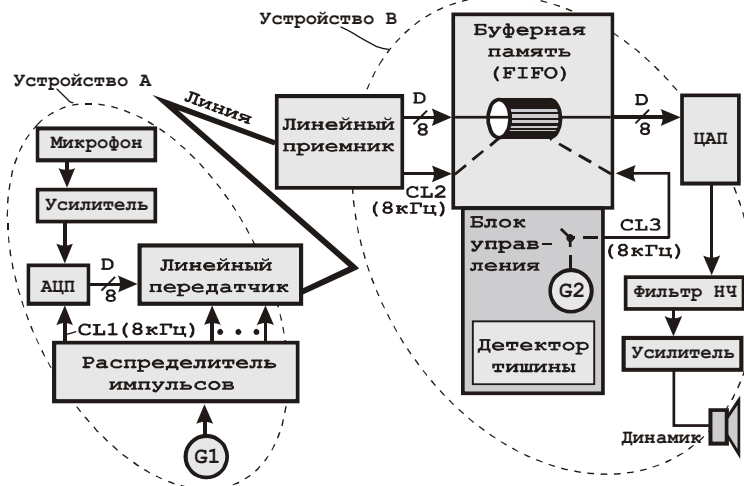 Устройство B
Устройство A
Линия
Микрофон
Усилитель
АЦП
D
8
Линейный
передатчик
CL1(8кГц)
. . .
Распределитель
импульсов
G1
Линейный
приемник
D
8
CL2
(8кГц)
Буферная
память
(FIFO)
D
8
ЦАП
Блок
управ-
ления
G2
CL3
(8кГц)
Детектор
тишины
Фильтр НЧ
Усилитель
Динамик